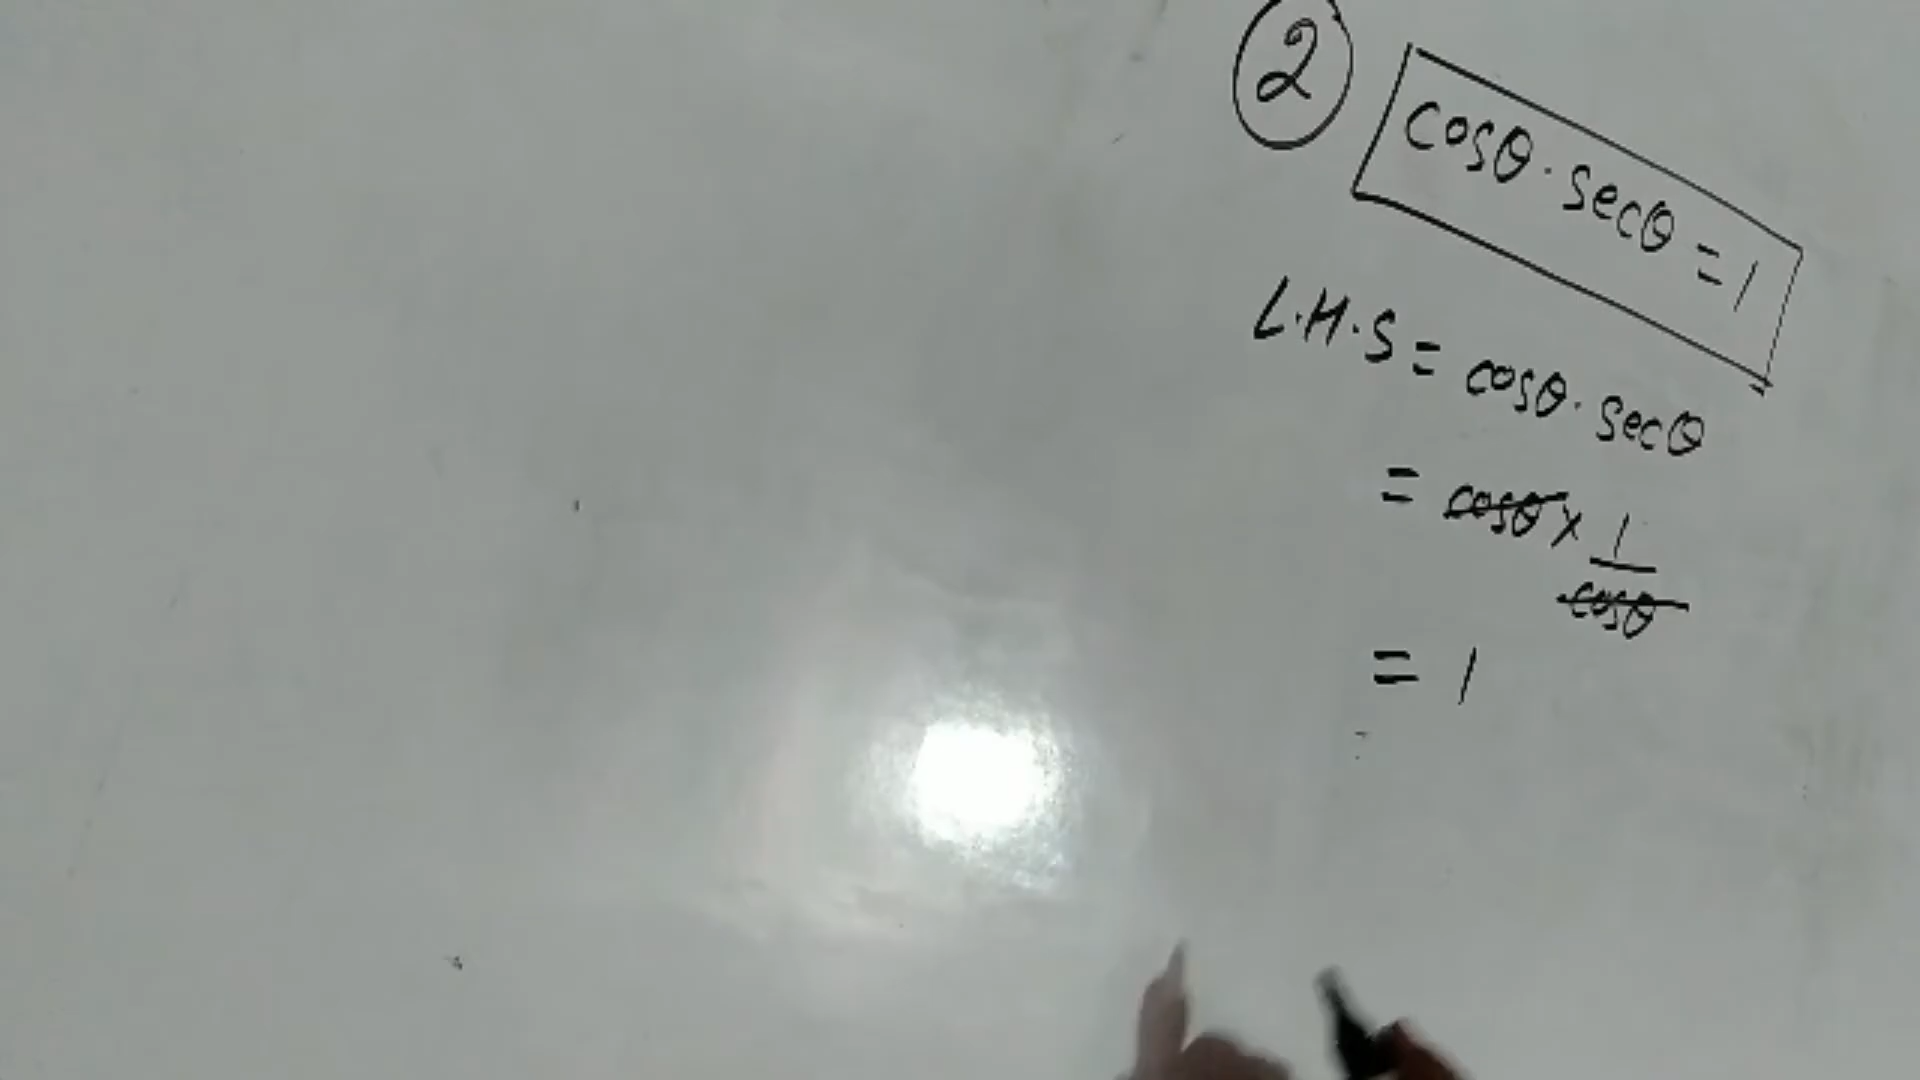 2 cosθ · secθ = 1
L.H.S = cosθ · secθ
= cosθ × 1/cosθ
= 1